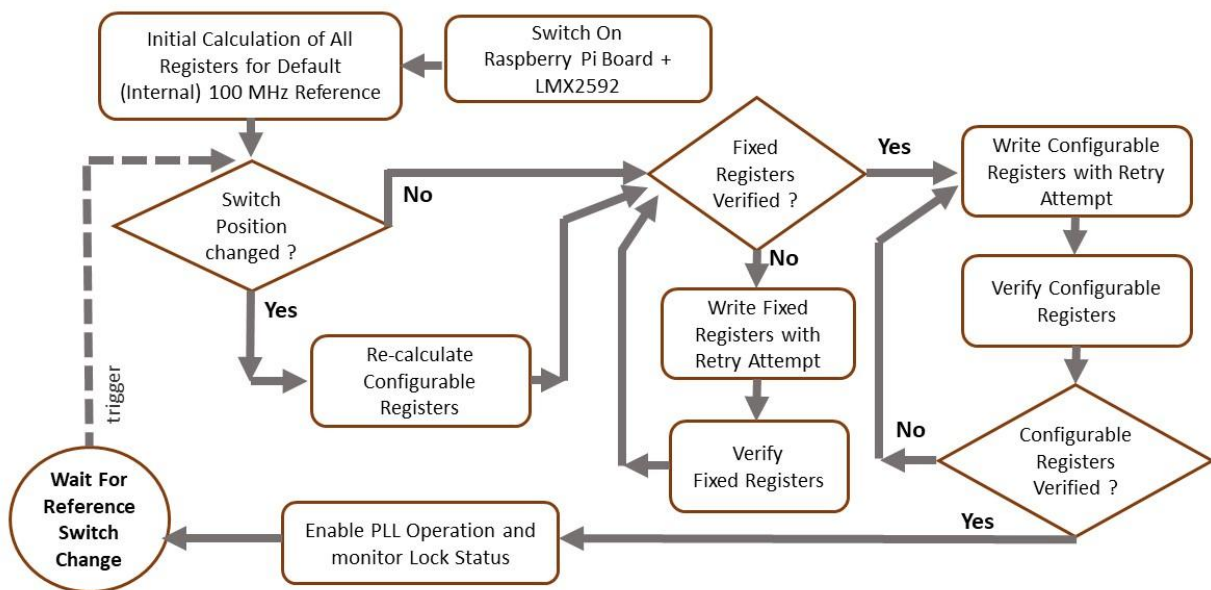 Initial Calculation of All
Registers for Default
(Internal) 100 MHz Reference
Switch On
Raspberry Pi Board +
LMX2592
Switch
Position
changed ?
No
Yes
Re-calculate
Configurable
Registers
Fixed
Registers
Verified ?
Yes
No
Write Fixed
Registers with
Retry Attempt
Verify
Fixed Registers
Write Configurable
Registers with Retry
Attempt
Verify Configurable
Registers
Configurable
Registers
Verified ?
No
Yes
Enable PLL Operation and
monitor Lock Status
Wait For
Reference
Switch
Change
trigger